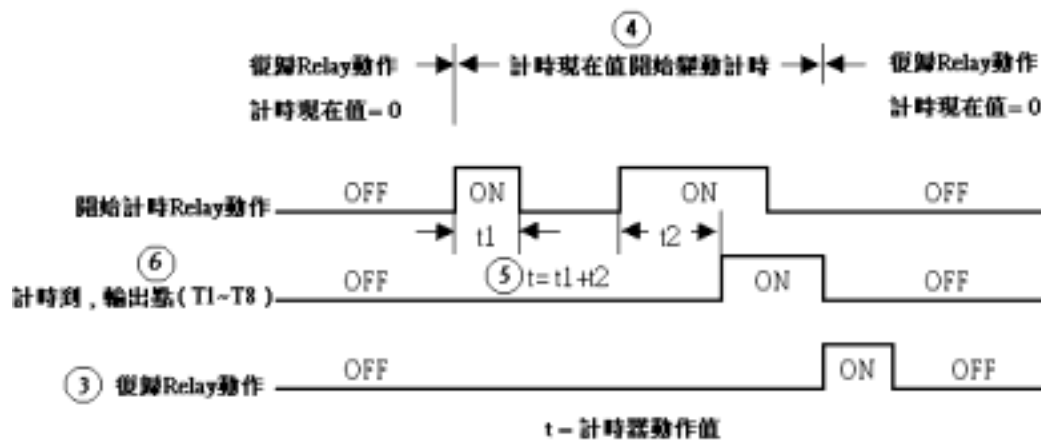 ④
復歸Relay動作 計時現在值開始變動計時 復歸Relay動作
計時現在值=0 計時現在值=0
開始計時Relay動作 OFF ON ON OFF
t1 t2
⑥ ⑤ t=t1+t2
計時到,輸出點(T1~T8) OFF ON OFF
③ 復歸Relay動作 OFF ON OFF
t=計時器動作值